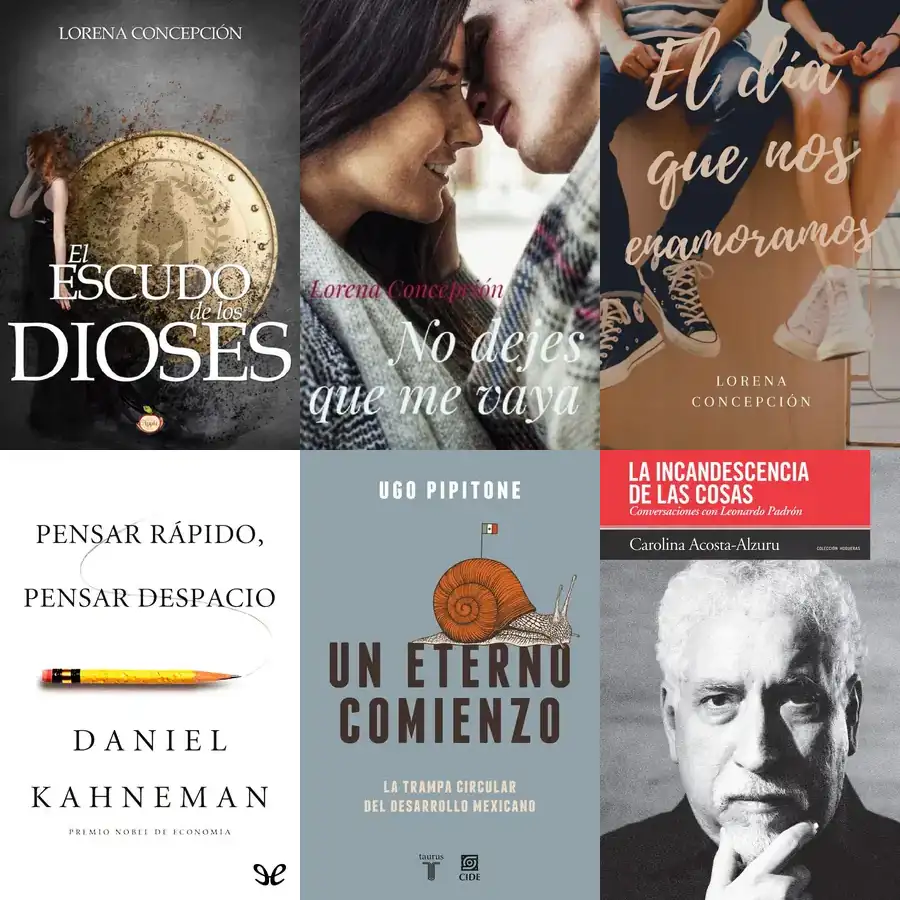 LORENA CONCEPCIÓN
El
ESCUDO
de los
DIOSES
Apple
Lorena Concepción
No dejes
que me vaya
El día
que nos
enamoramos
LORENA
CONCEPCIÓN
PENSAR RÁPIDO,
PENSAR DESPACIO
DANIEL
KAHNEMAN
PREMIO NOBEL DE ECONOMÍA
UGO PIPITONE
UN ETERNO
COMIENZO
LA TRAMPA CIRCULAR
DEL DESARROLLO MEXICANO
taurus
T
CIDE
LA INCANDESCENCIA
DE LAS COSAS
Conversaciones con Leonardo Padrón
Carolina Acosta-Alzuru
COLECCIÓN HOGUERAS